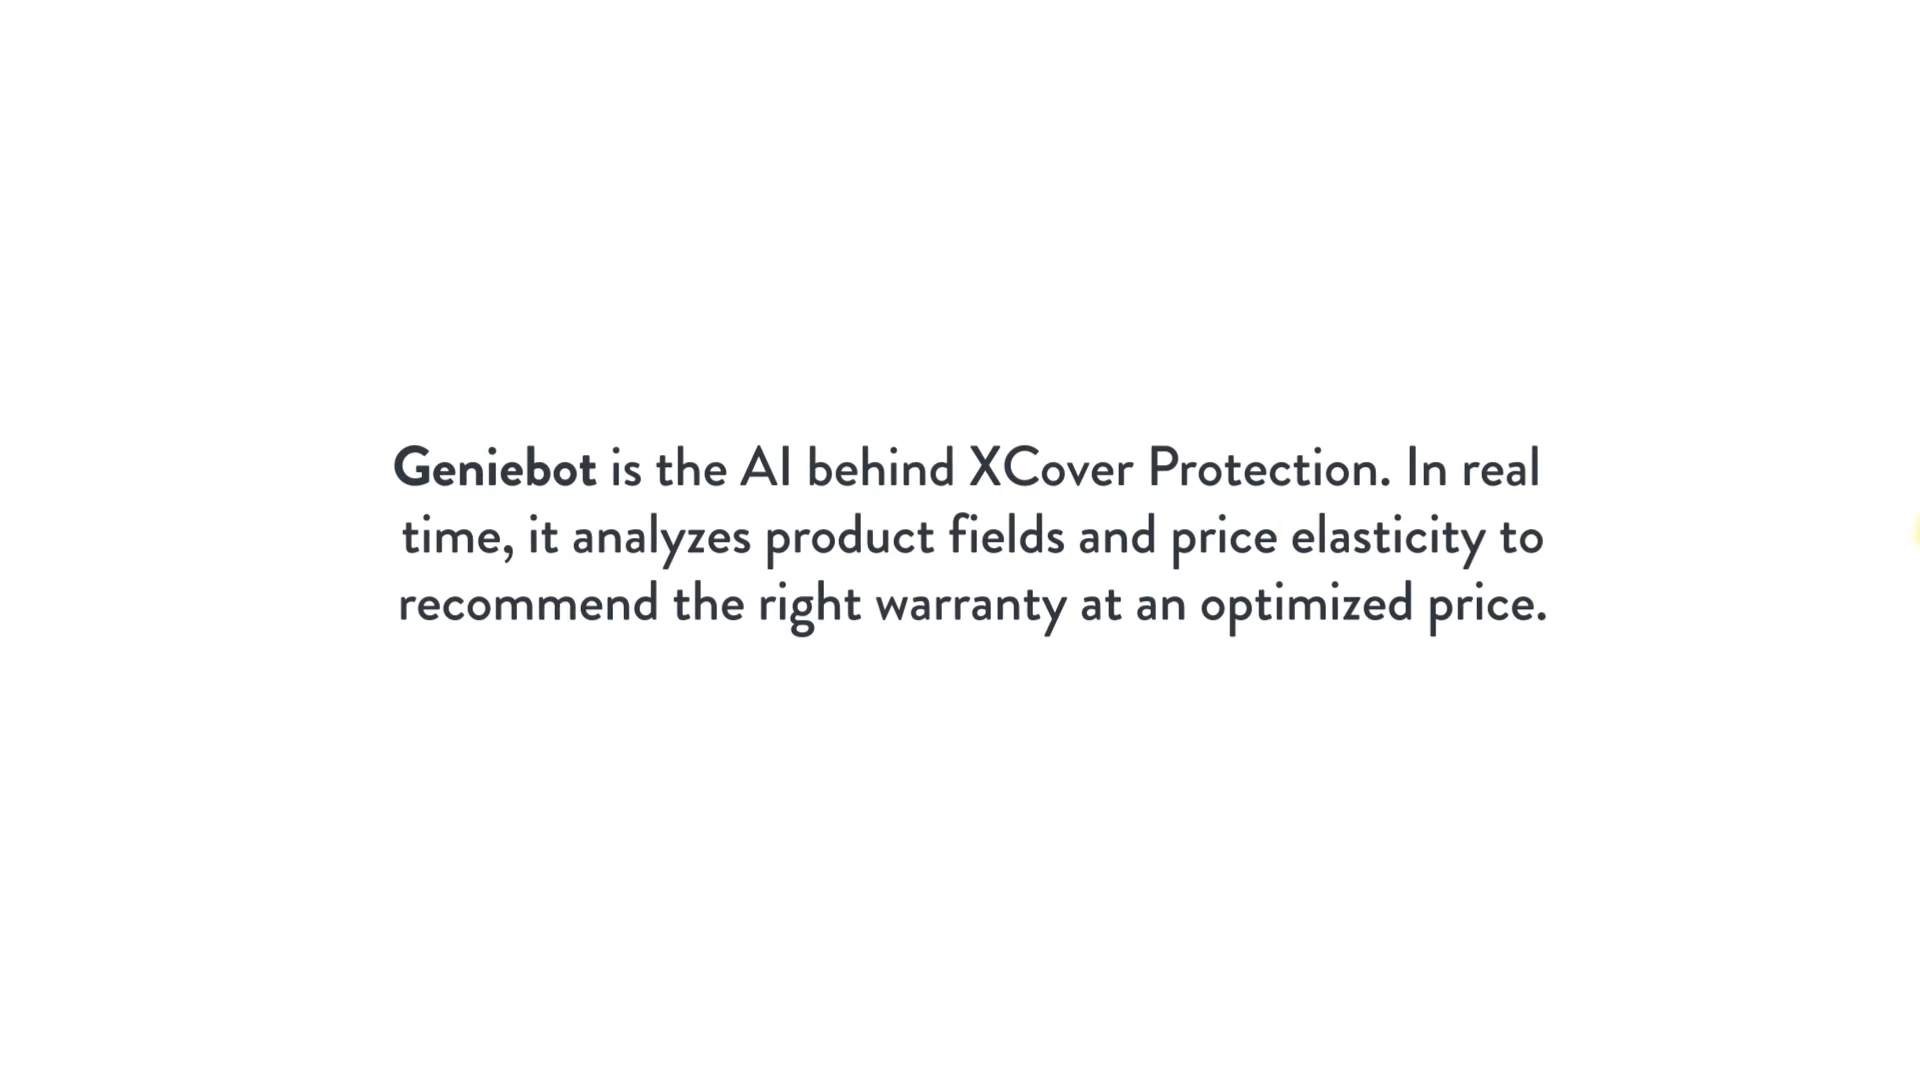 Geniebot is the AI behind XCover Protection. In real
time, it analyzes product fields and price elasticity to
recommend the right warranty at an optimized price.